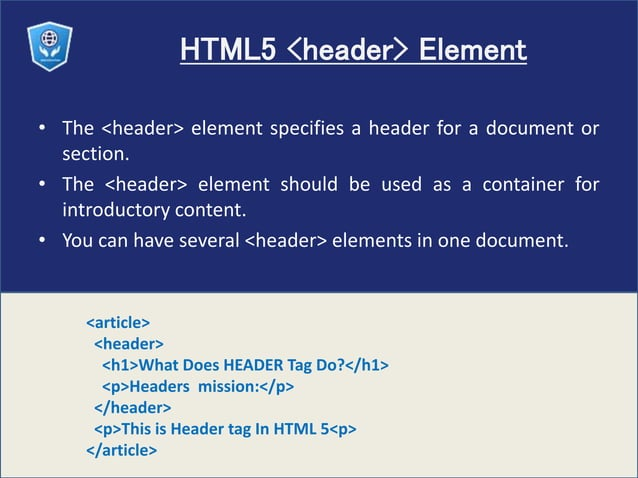 HTML5 <header> Element
• The <header> element specifies a header for a document or
section.
• The <header> element should be used as a container for
introductory content.
• You can have several <header> elements in one document.
<article>
<header>
<h1>What Does HEADER Tag Do?</h1>
<p>Headers  mission:</p>
</header>
<p>This is Header tag In HTML 5<p>
</article>